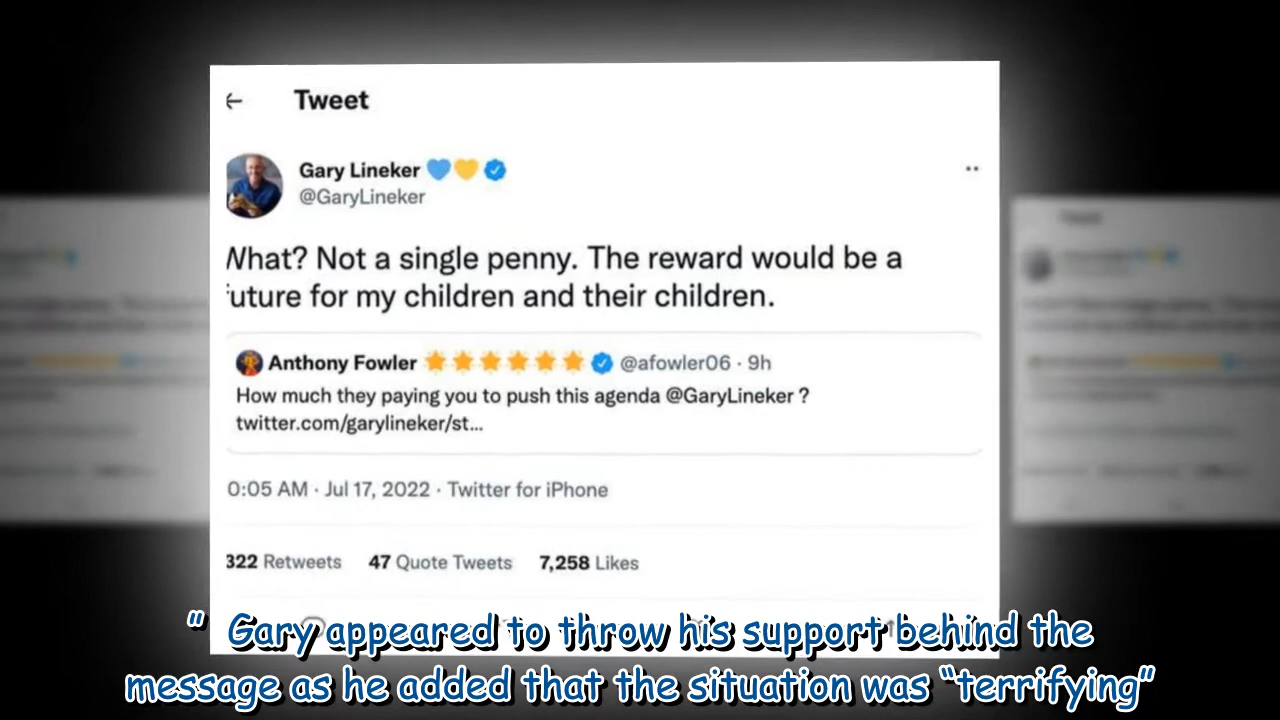 Tweet
Gary Lineker 💙💛
@GaryLineker
What? Not a single penny. The reward would be a
future for my children and their children.
Anthony Fowler ⭐⭐⭐⭐⭐⭐ @afowler06 · 9h
How much they paying you to push this agenda @GaryLineker ?
twitter.com/garylineker/st...
0:05 AM · Jul 17, 2022 · Twitter for iPhone
322 Retweets 47 Quote Tweets 7,258 Likes
” Gary appeared to throw his support behind the
message as he added that the situation was “terrifying”